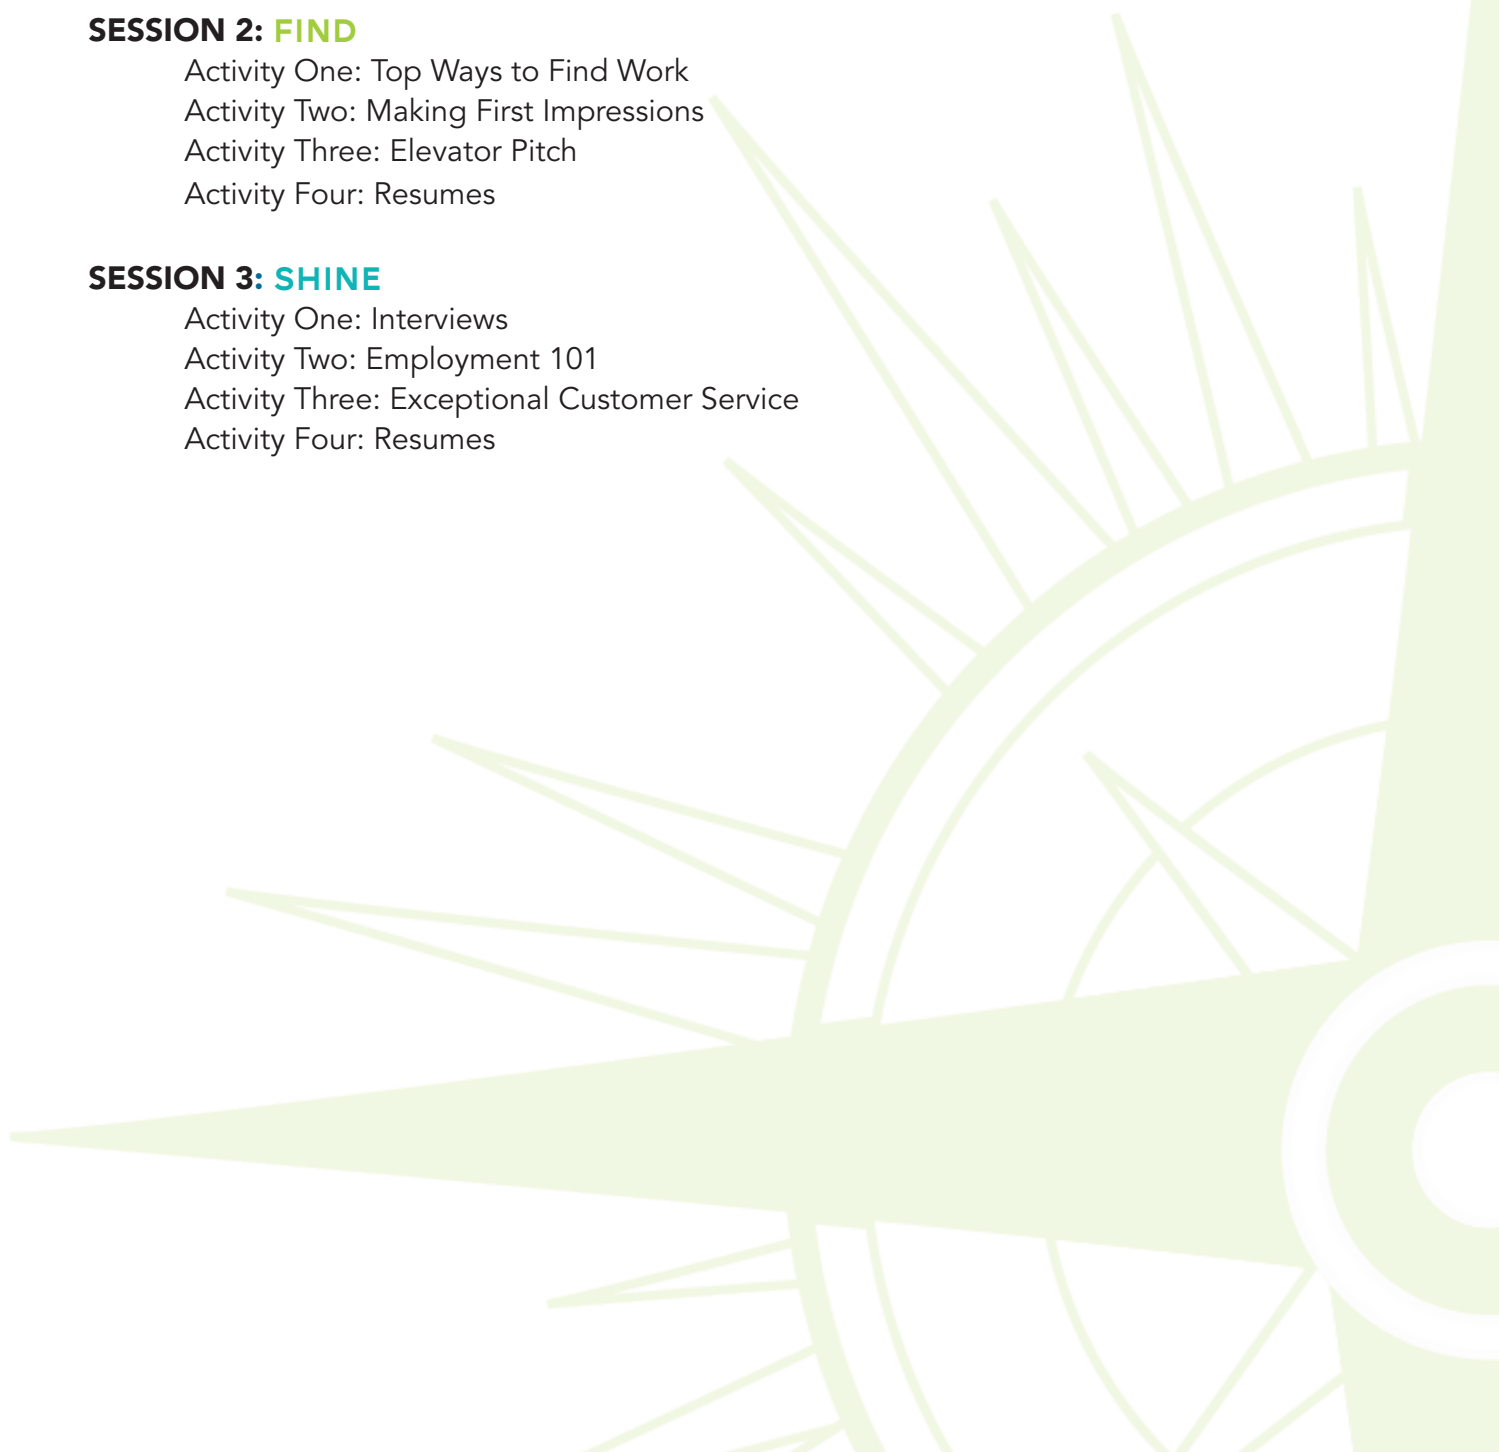 SESSION 2: FIND
Activity One: Top Ways to Find Work
Activity Two: Making First Impressions
Activity Three: Elevator Pitch
Activity Four: Resumes
SESSION 3: SHINE
Activity One: Interviews
Activity Two: Employment 101
Activity Three: Exceptional Customer Service
Activity Four: Resumes